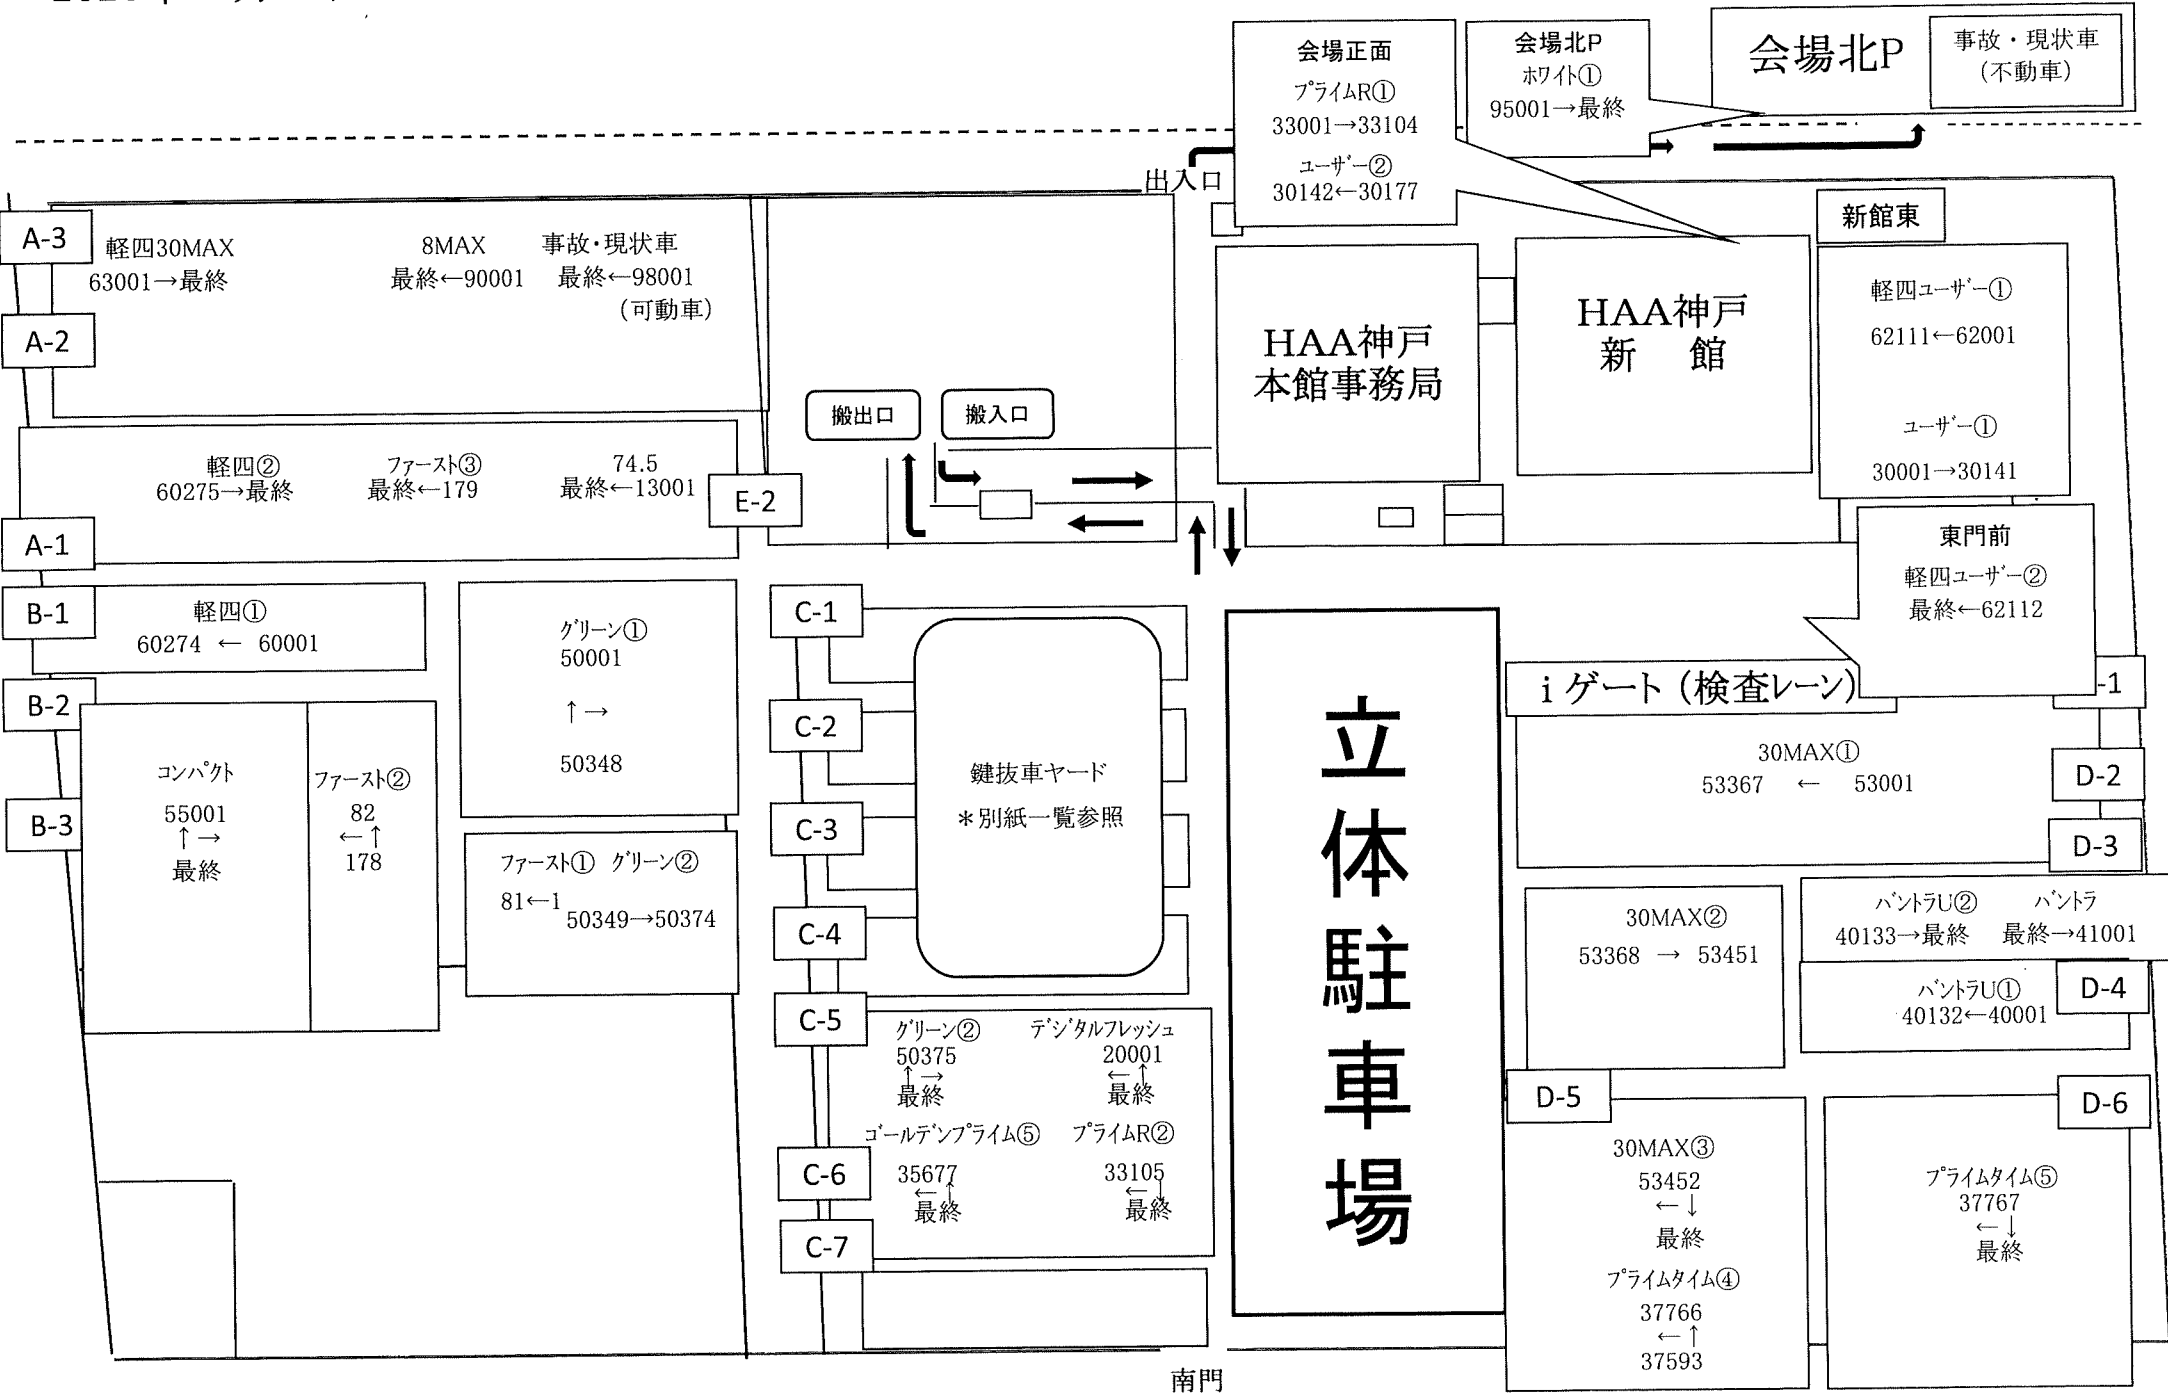 会場正面
プライムR①
33001→33104
ユーザー②
30142←30177
会場北P
ホワイト①
95001→最終
会場北P
事故・現状車
(不動車)
出入口
新館東
A-3
軽四30MAX
63001→最終
8MAX
最終←90001
事故・現状車
最終←98001
(可動車)
A-2
HAA神戸
本館事務局
HAA神戸
新 館
軽四ユーザー①
62111←62001
ユーザー①
30001→30141
搬出口
搬入口
軽四②
60275→最終
ファースト③
最終←179
74.5
最終←13001
E-2
A-1
東門前
軽四ユーザー②
最終←62112
B-1
軽四①
60274 ← 60001
グリーン①
50001
↑→
50348
B-2
コンパクト
55001
↑→
最終
ファースト②
82
←↑
178
B-3
ファースト① グリーン②
81←1
50349→50374
C-1
C-2
C-3
C-4
C-5
C-6
C-7
鍵抜車ヤード
*別紙一覧参照
グリーン②
50375
↑→
最終
デジタルフレッシュ
20001
←↑
最終
ゴールデンプライム⑤
35677
←↑
最終
プライムR②
33105
←↓
最終
立体駐車場
iゲート(検査レーン)
-1
30MAX①
53367 ← 53001
D-2
D-3
30MAX②
53368 → 53451
バントラU②
40133→最終
バントラ
最終→41001
バントラU①
40132←40001
D-4
D-5
30MAX③
53452
←↓
最終
プライムタイム④
37766
←↑
37593
D-6
プライムタイム⑤
37767
←↓
最終
南門